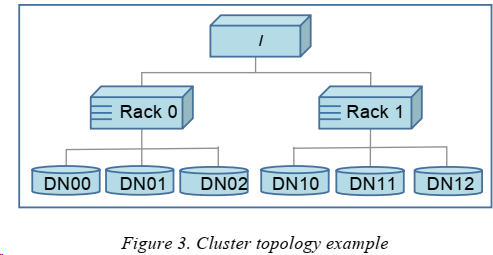 /
Rack 0
Rack 1
DN00 DN01 DN02 DN10 DN11 DN12
Figure 3. Cluster topology example